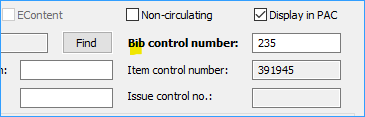 EContent Non-circulating Display in PAC
Find Bib control number: 235
Item control number: 391945
Issue control no.: